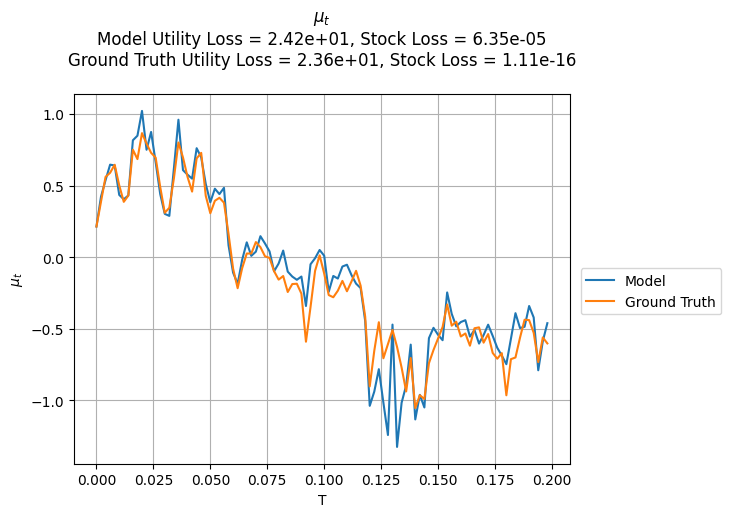 μt
Model Utility Loss = 2.42e+01, Stock Loss = 6.35e-05
Ground Truth Utility Loss = 2.36e+01, Stock Loss = 1.11e-16
1.0
0.5
0.0
−0.5
−1.0
μt
0.000
0.025
0.050
0.075
0.100
0.125
0.150
0.175
0.200
T
Model
Ground Truth